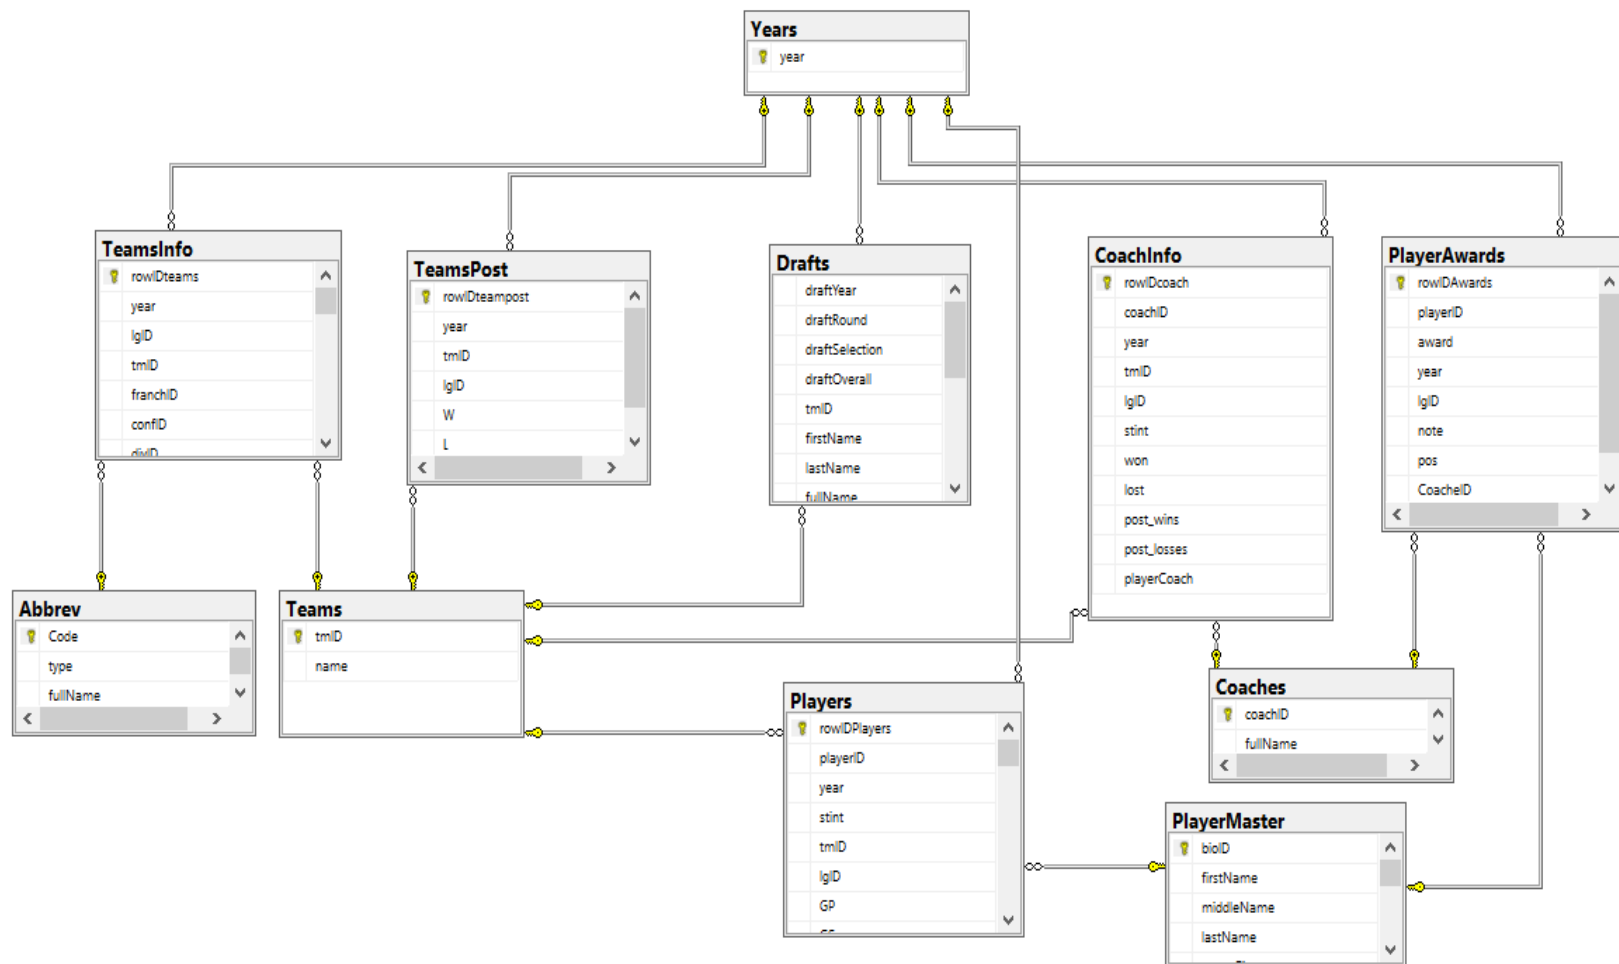 Years
year
TeamsInfo
rowIDteams
year
lgID
tmID
franchID
confID
divID
TeamsPost
rowIDteampost
year
tmID
lgID
W
L
Drafts
draftYear
draftRound
draftSelection
draftOverall
tmID
firstName
lastName
fullName
CoachInfo
rowIDcoach
coachID
year
tmID
lgID
stint
won
lost
post_wins
post_losses
playerCoach
PlayerAwards
rowIDAwards
playerID
award
year
lgID
note
pos
CoacheID
Abbrev
Code
type
fullName
Teams
tmID
name
Players
rowIDPlayers
playerID
year
stint
tmID
lgID
GP
Coaches
coachID
fullName
PlayerMaster
bioID
firstName
middleName
lastName